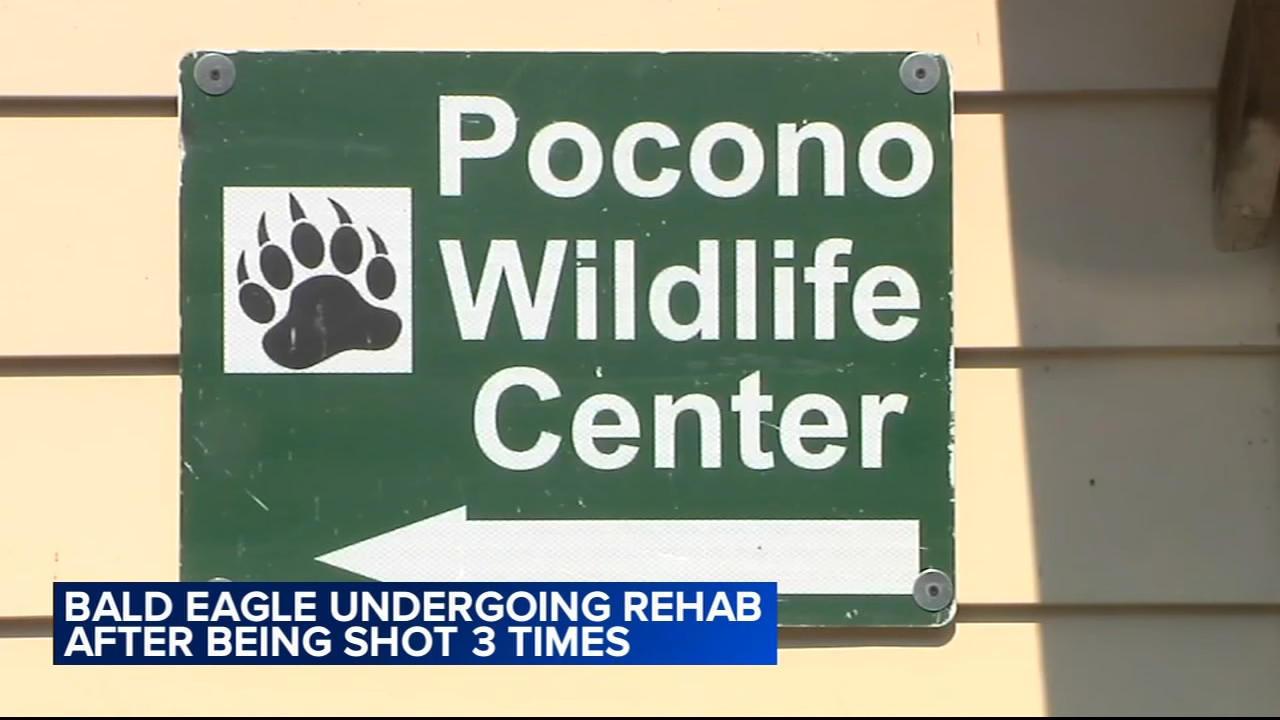 Pocono
Wildlife
Center
BALD EAGLE UNDERGOING REHAB
AFTER BEING SHOT 3 TIMES